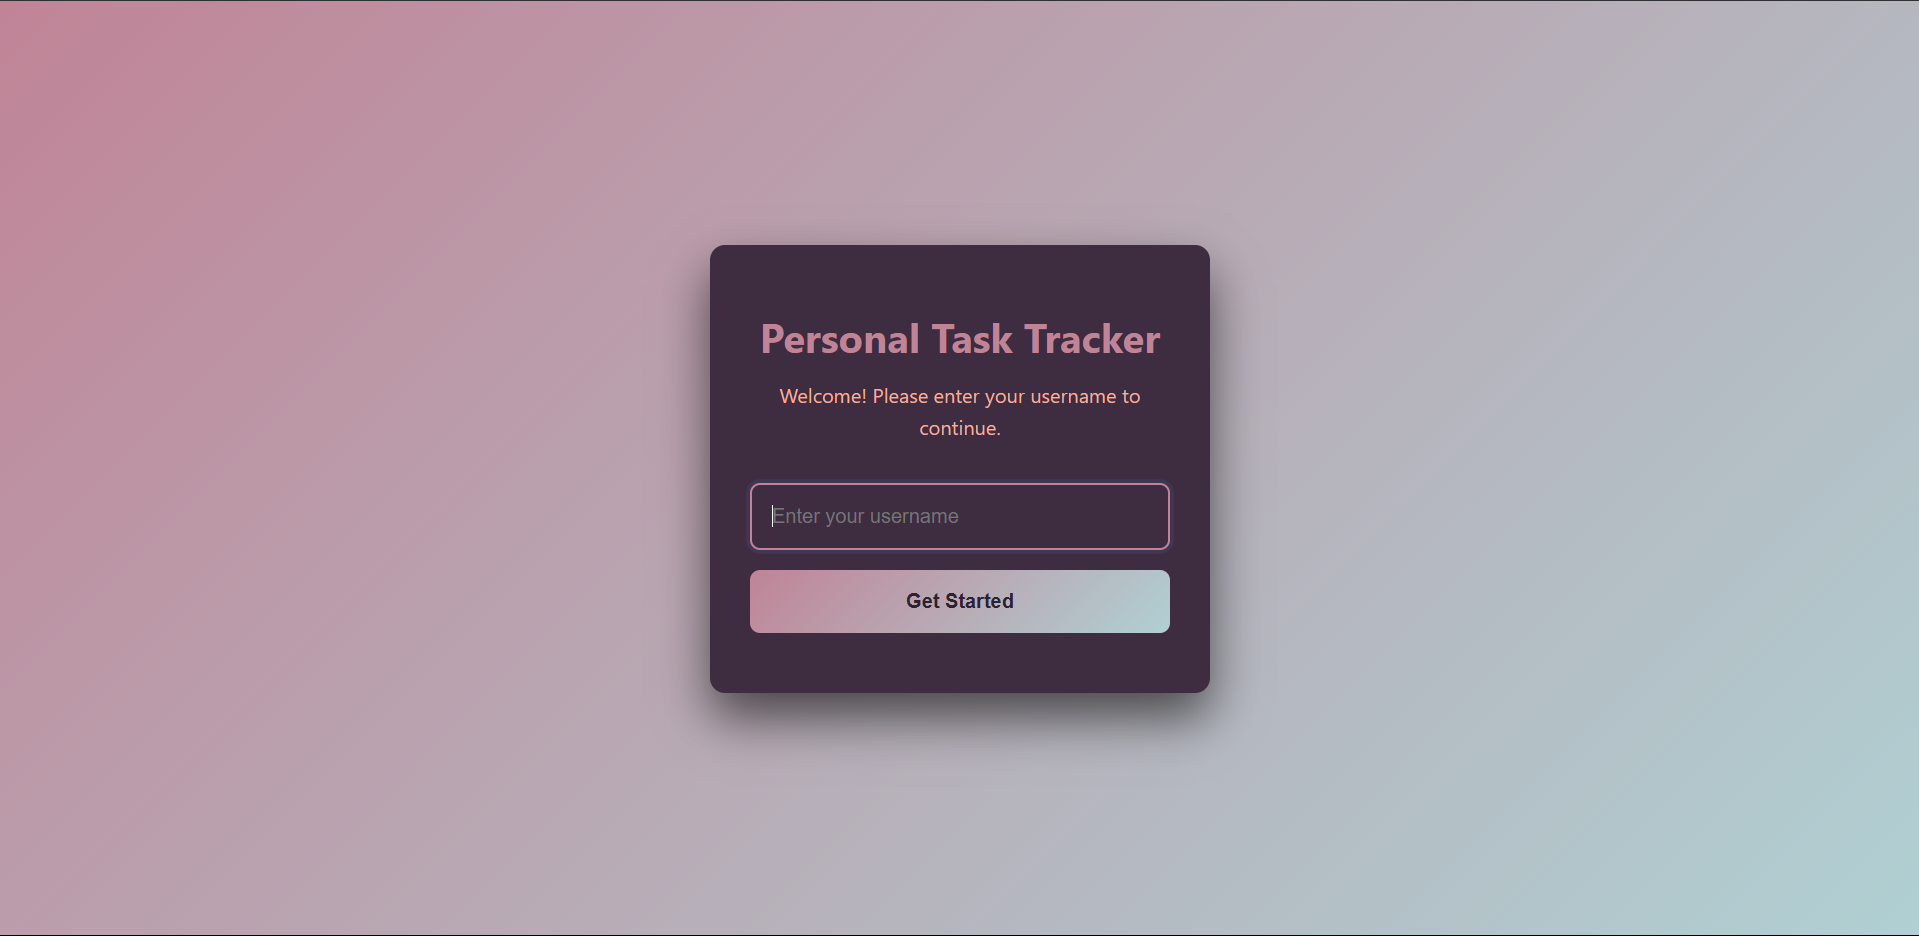 Personal Task Tracker
Welcome! Please enter your username to
continue.
Enter your username
Get Started